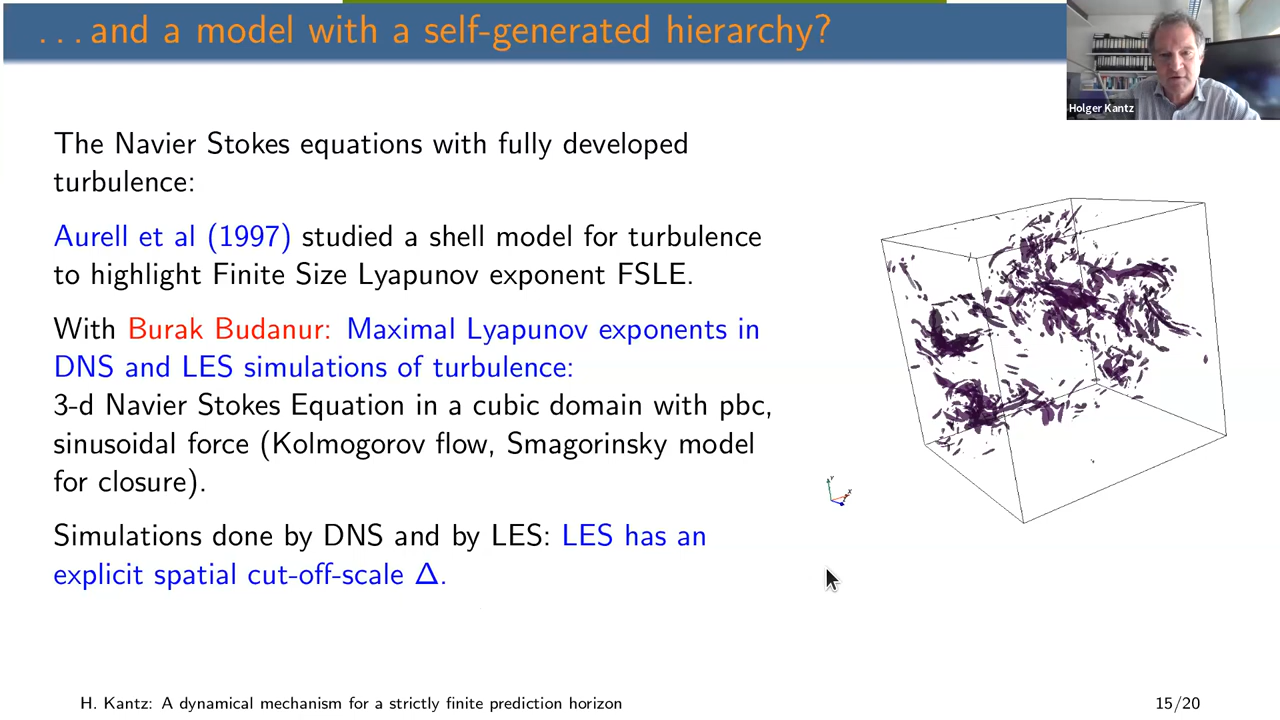 . . . and a model with a self-generated hierarchy?
Holger Kantz
The Navier Stokes equations with fully developed
turbulence:
Aurell et al (1997) studied a shell model for turbulence
to highlight Finite Size Lyapunov exponent FSLE.
With Burak Budanur: Maximal Lyapunov exponents in
DNS and LES simulations of turbulence:
3-d Navier Stokes Equation in a cubic domain with pbc,
sinusoidal force (Kolmogorov flow, Smagorinsky model
for closure).
Simulations done by DNS and by LES: LES has an
explicit spatial cut-off-scale Δ.
H. Kantz: A dynamical mechanism for a strictly finite prediction horizon
15/20